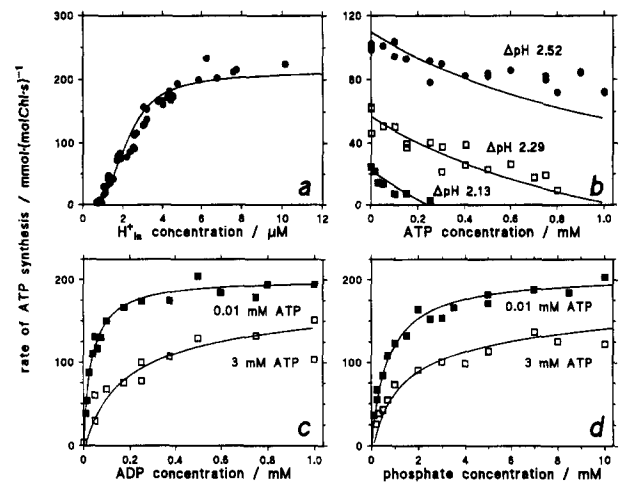 rate of ATP synthesis / mmol·(molChl·s)⁻¹
300
200
100
0
a
0 2 4 6 8 10 12
H⁺in concentration / µM
120
80
40
0
ΔpH 2.52
ΔpH 2.29
ΔpH 2.13
b
0.0 0.2 0.4 0.6 0.8 1.0
ATP concentration / mM
200
150
100
50
0
0.01 mM ATP
3 mM ATP
c
0.0 0.2 0.4 0.6 0.8 1.0
ADP concentration / mM
200
150
100
50
0
0.01 mM ATP
3 mM ATP
d
0 2 4 6 8 10
phosphate concentration / mM